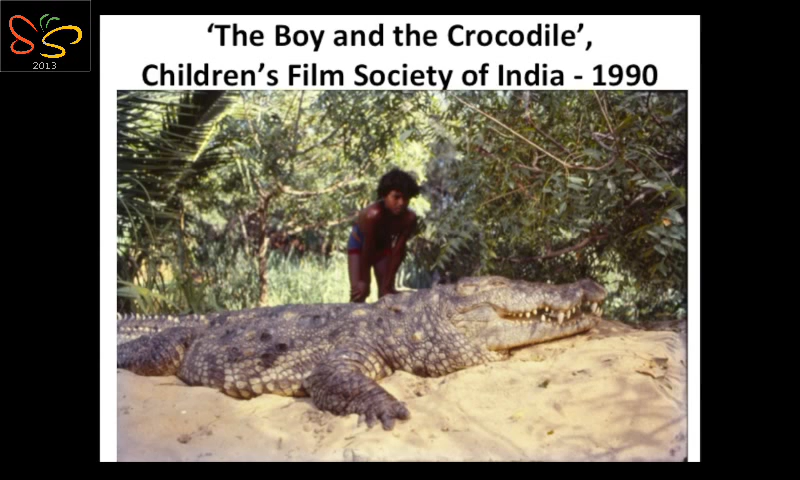 ‘The Boy and the Crocodile’,
Children’s Film Society of India - 1990
2013